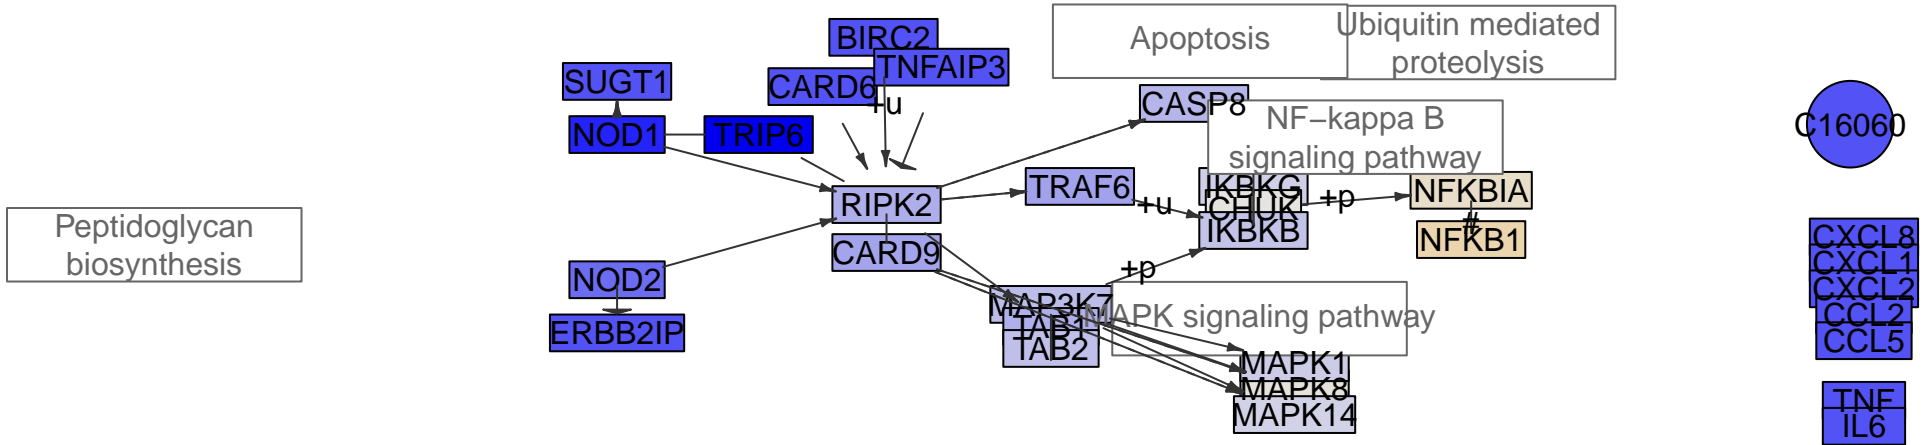 BIRC2
TNFAIP3
CARD6
+u
SUGT1
NOD1
TRIP6
Apoptosis
Ubiquitin mediated
proteolysis
CASP8
NF−kappa B
signaling pathway
C16060
RIPK2
CARD9
TRAF6
+u
IKBKG
CHUK
IKBKB
+p
NFKBIA
#
NFKB1
Peptidoglycan
biosynthesis
NOD2
ERBB2IP
+p
MAP3K7
TAB1
TAB2
MAPK signaling pathway
MAPK1
MAPK8
MAPK14
CXCL8
CXCL1
CXCL2
CCL2
CCL5
TNF
IL6